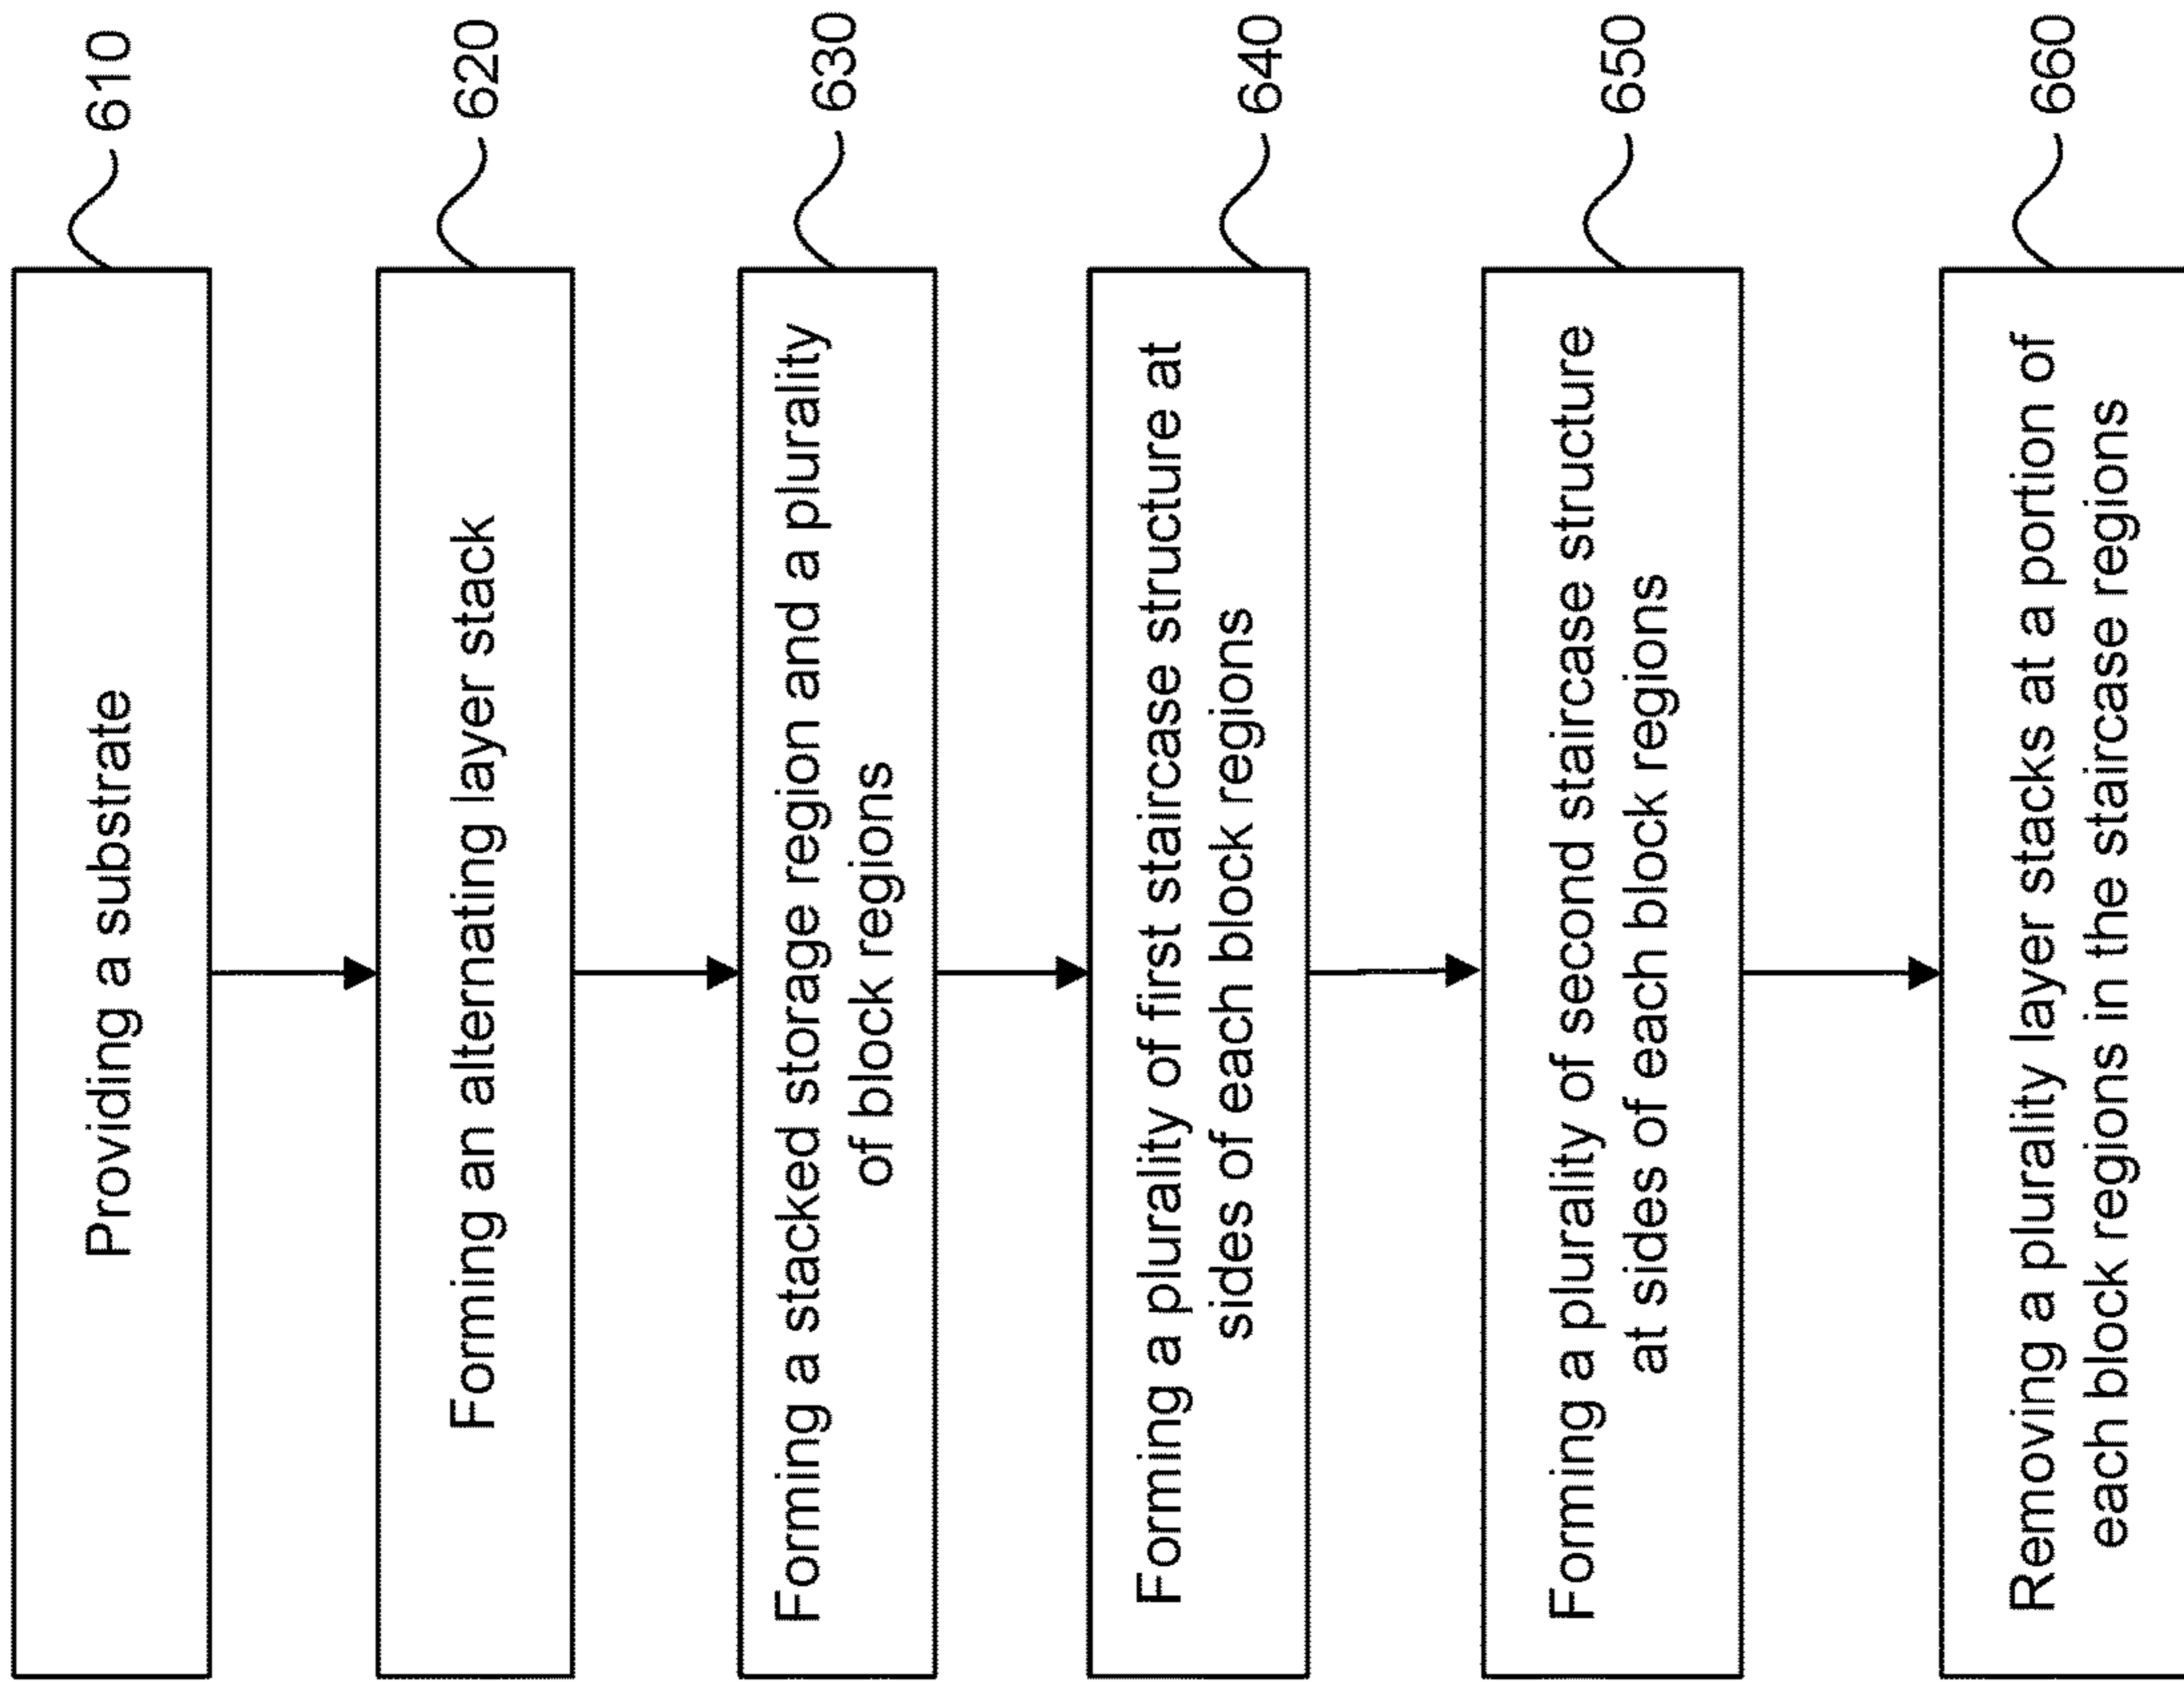 Providing a substrate
610
Forming an alternating layer stack
620
Forming a stacked storage region and a plurality
of block regions
630
Forming a plurality of first staircase structure at
sides of each block regions
640
Forming a plurality of second staircase structure
at sides of each block regions
650
Removing a plurality layer stacks at a portion of
each block regions in the staircase regions
660